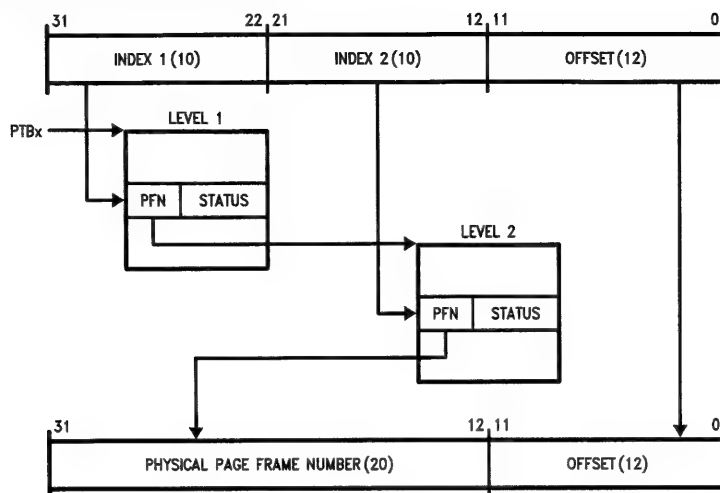 31 22 21 12 11 0
INDEX 1 (10) INDEX 2 (10) OFFSET (12)
PTBx
LEVEL 1
PFN STATUS
LEVEL 2
PFN STATUS
31 12 11 0
PHYSICAL PAGE FRAME NUMBER (20) OFFSET (12)